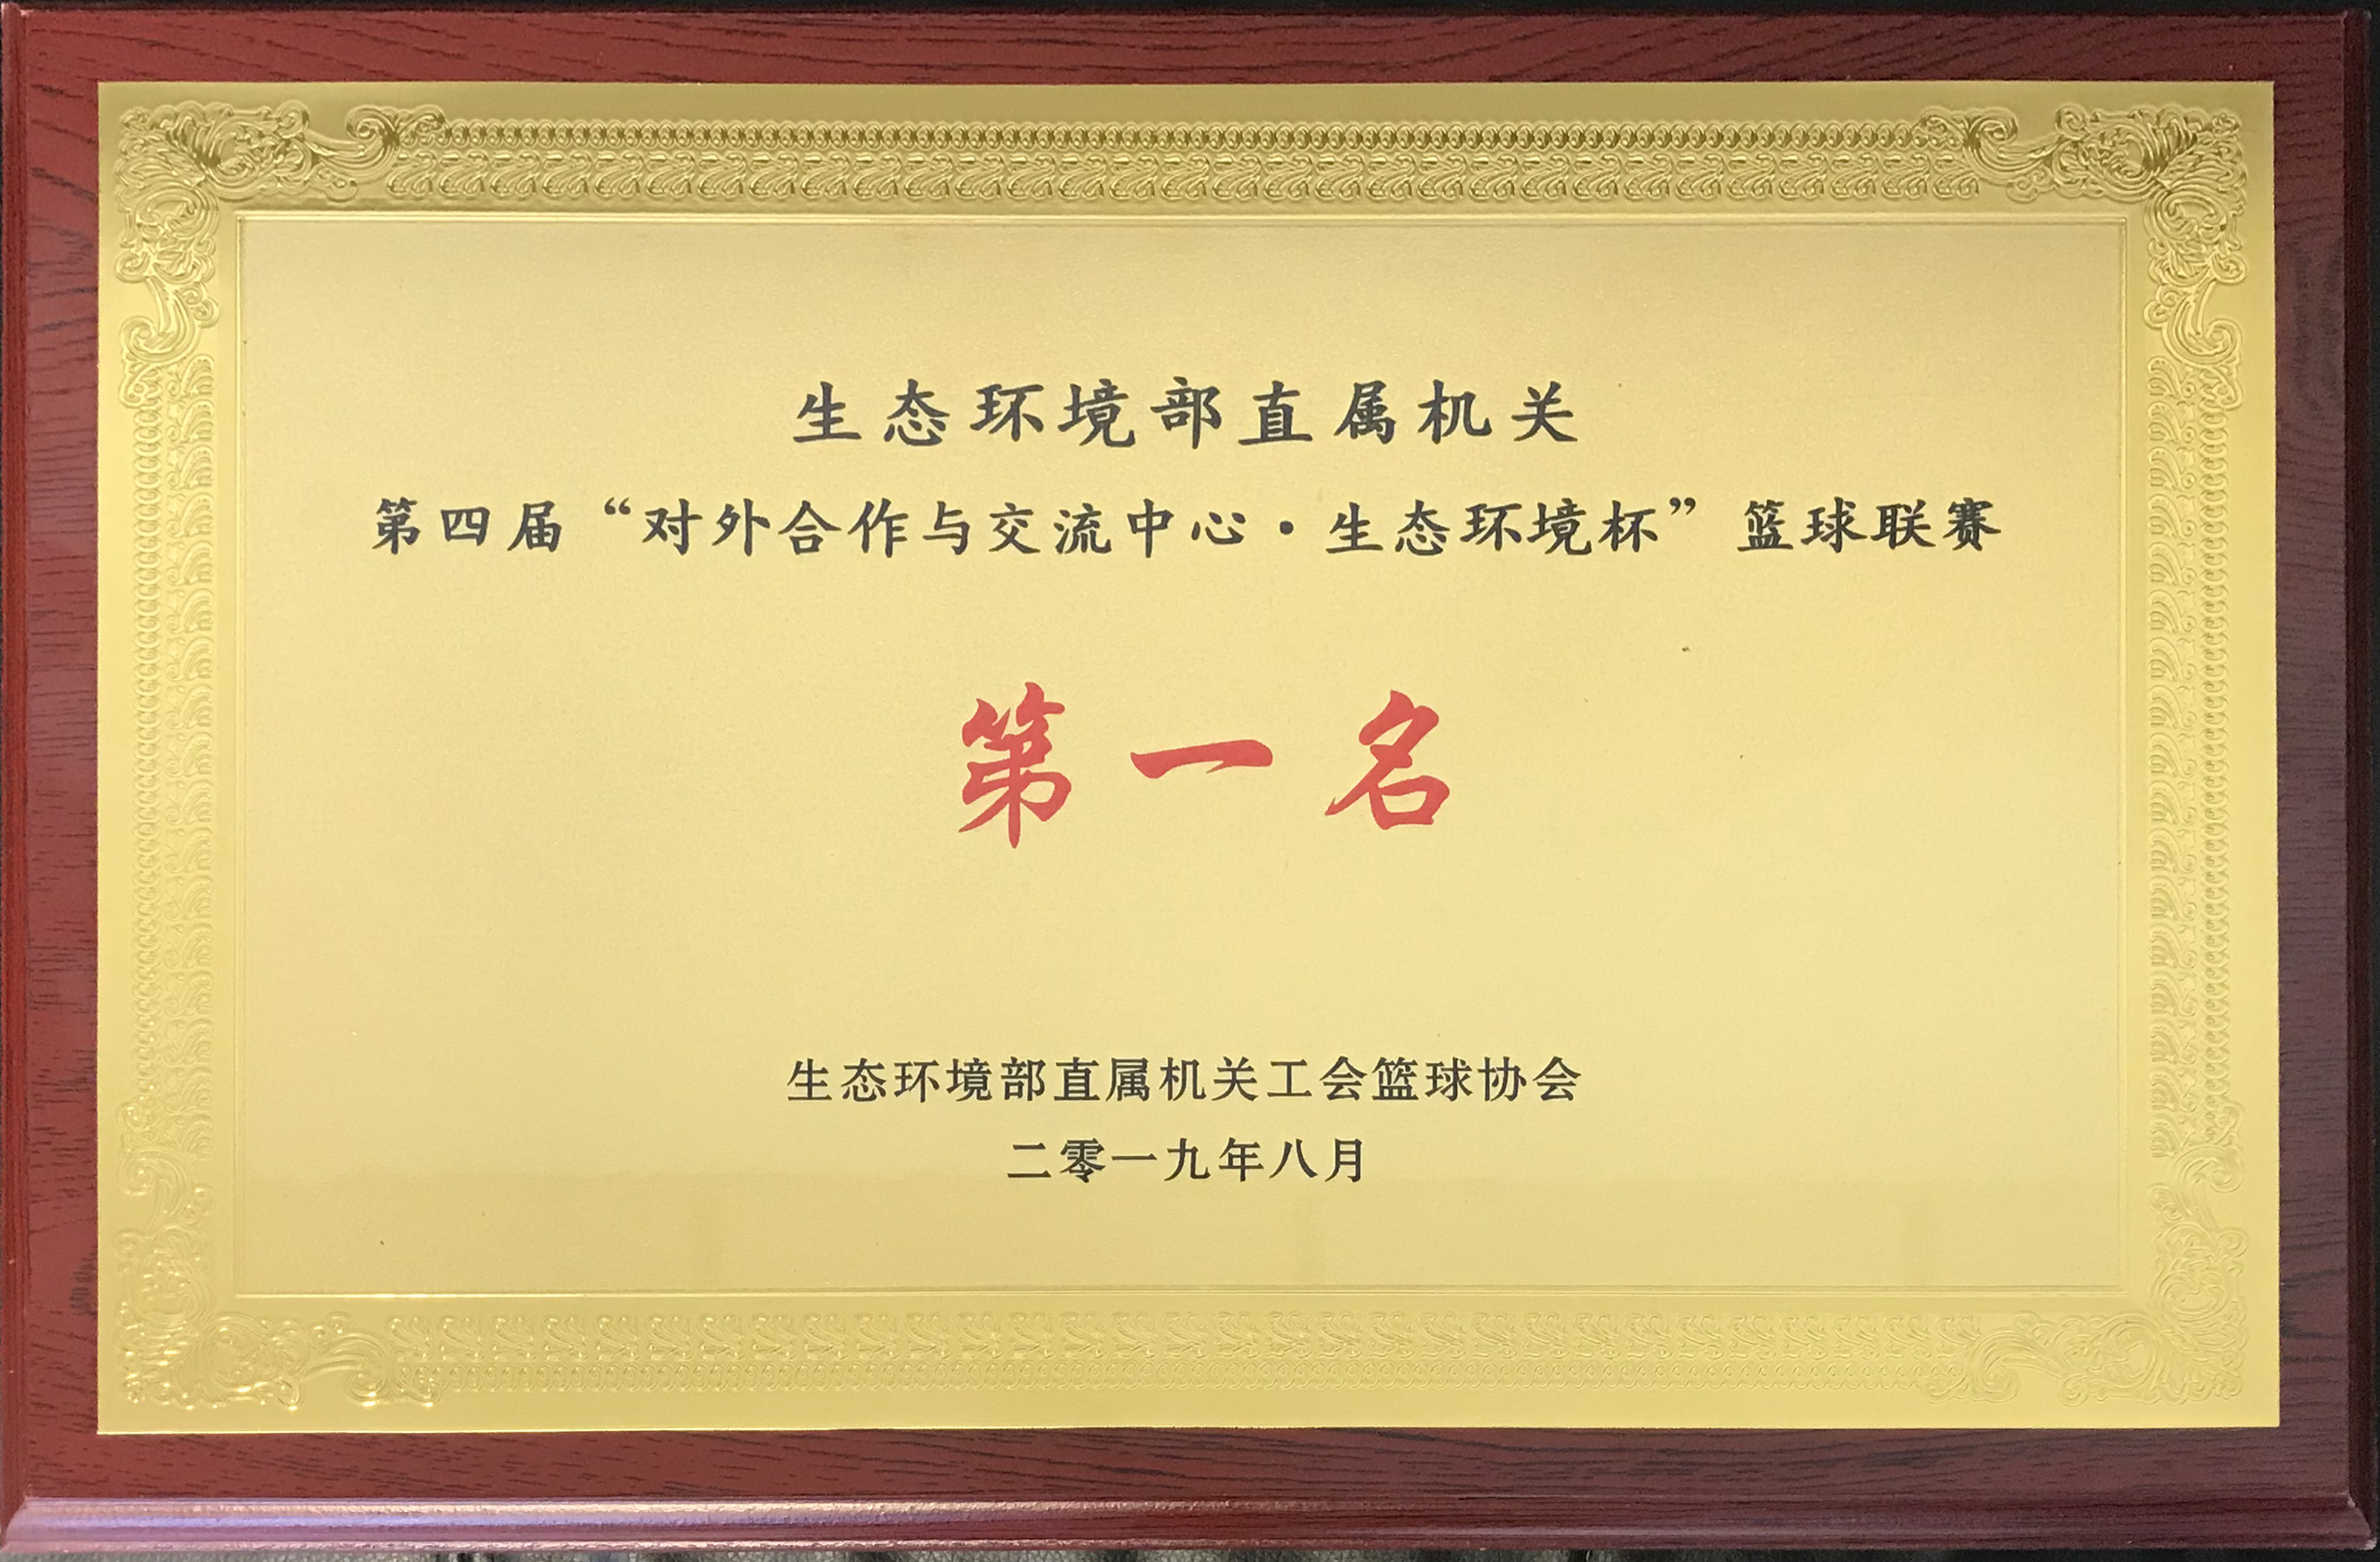 生态环境部直属机关
第四届“对外合作与交流中心·生态环境杯”篮球联赛
第一名
生态环境部直属机关工会篮球协会
二零一九年八月